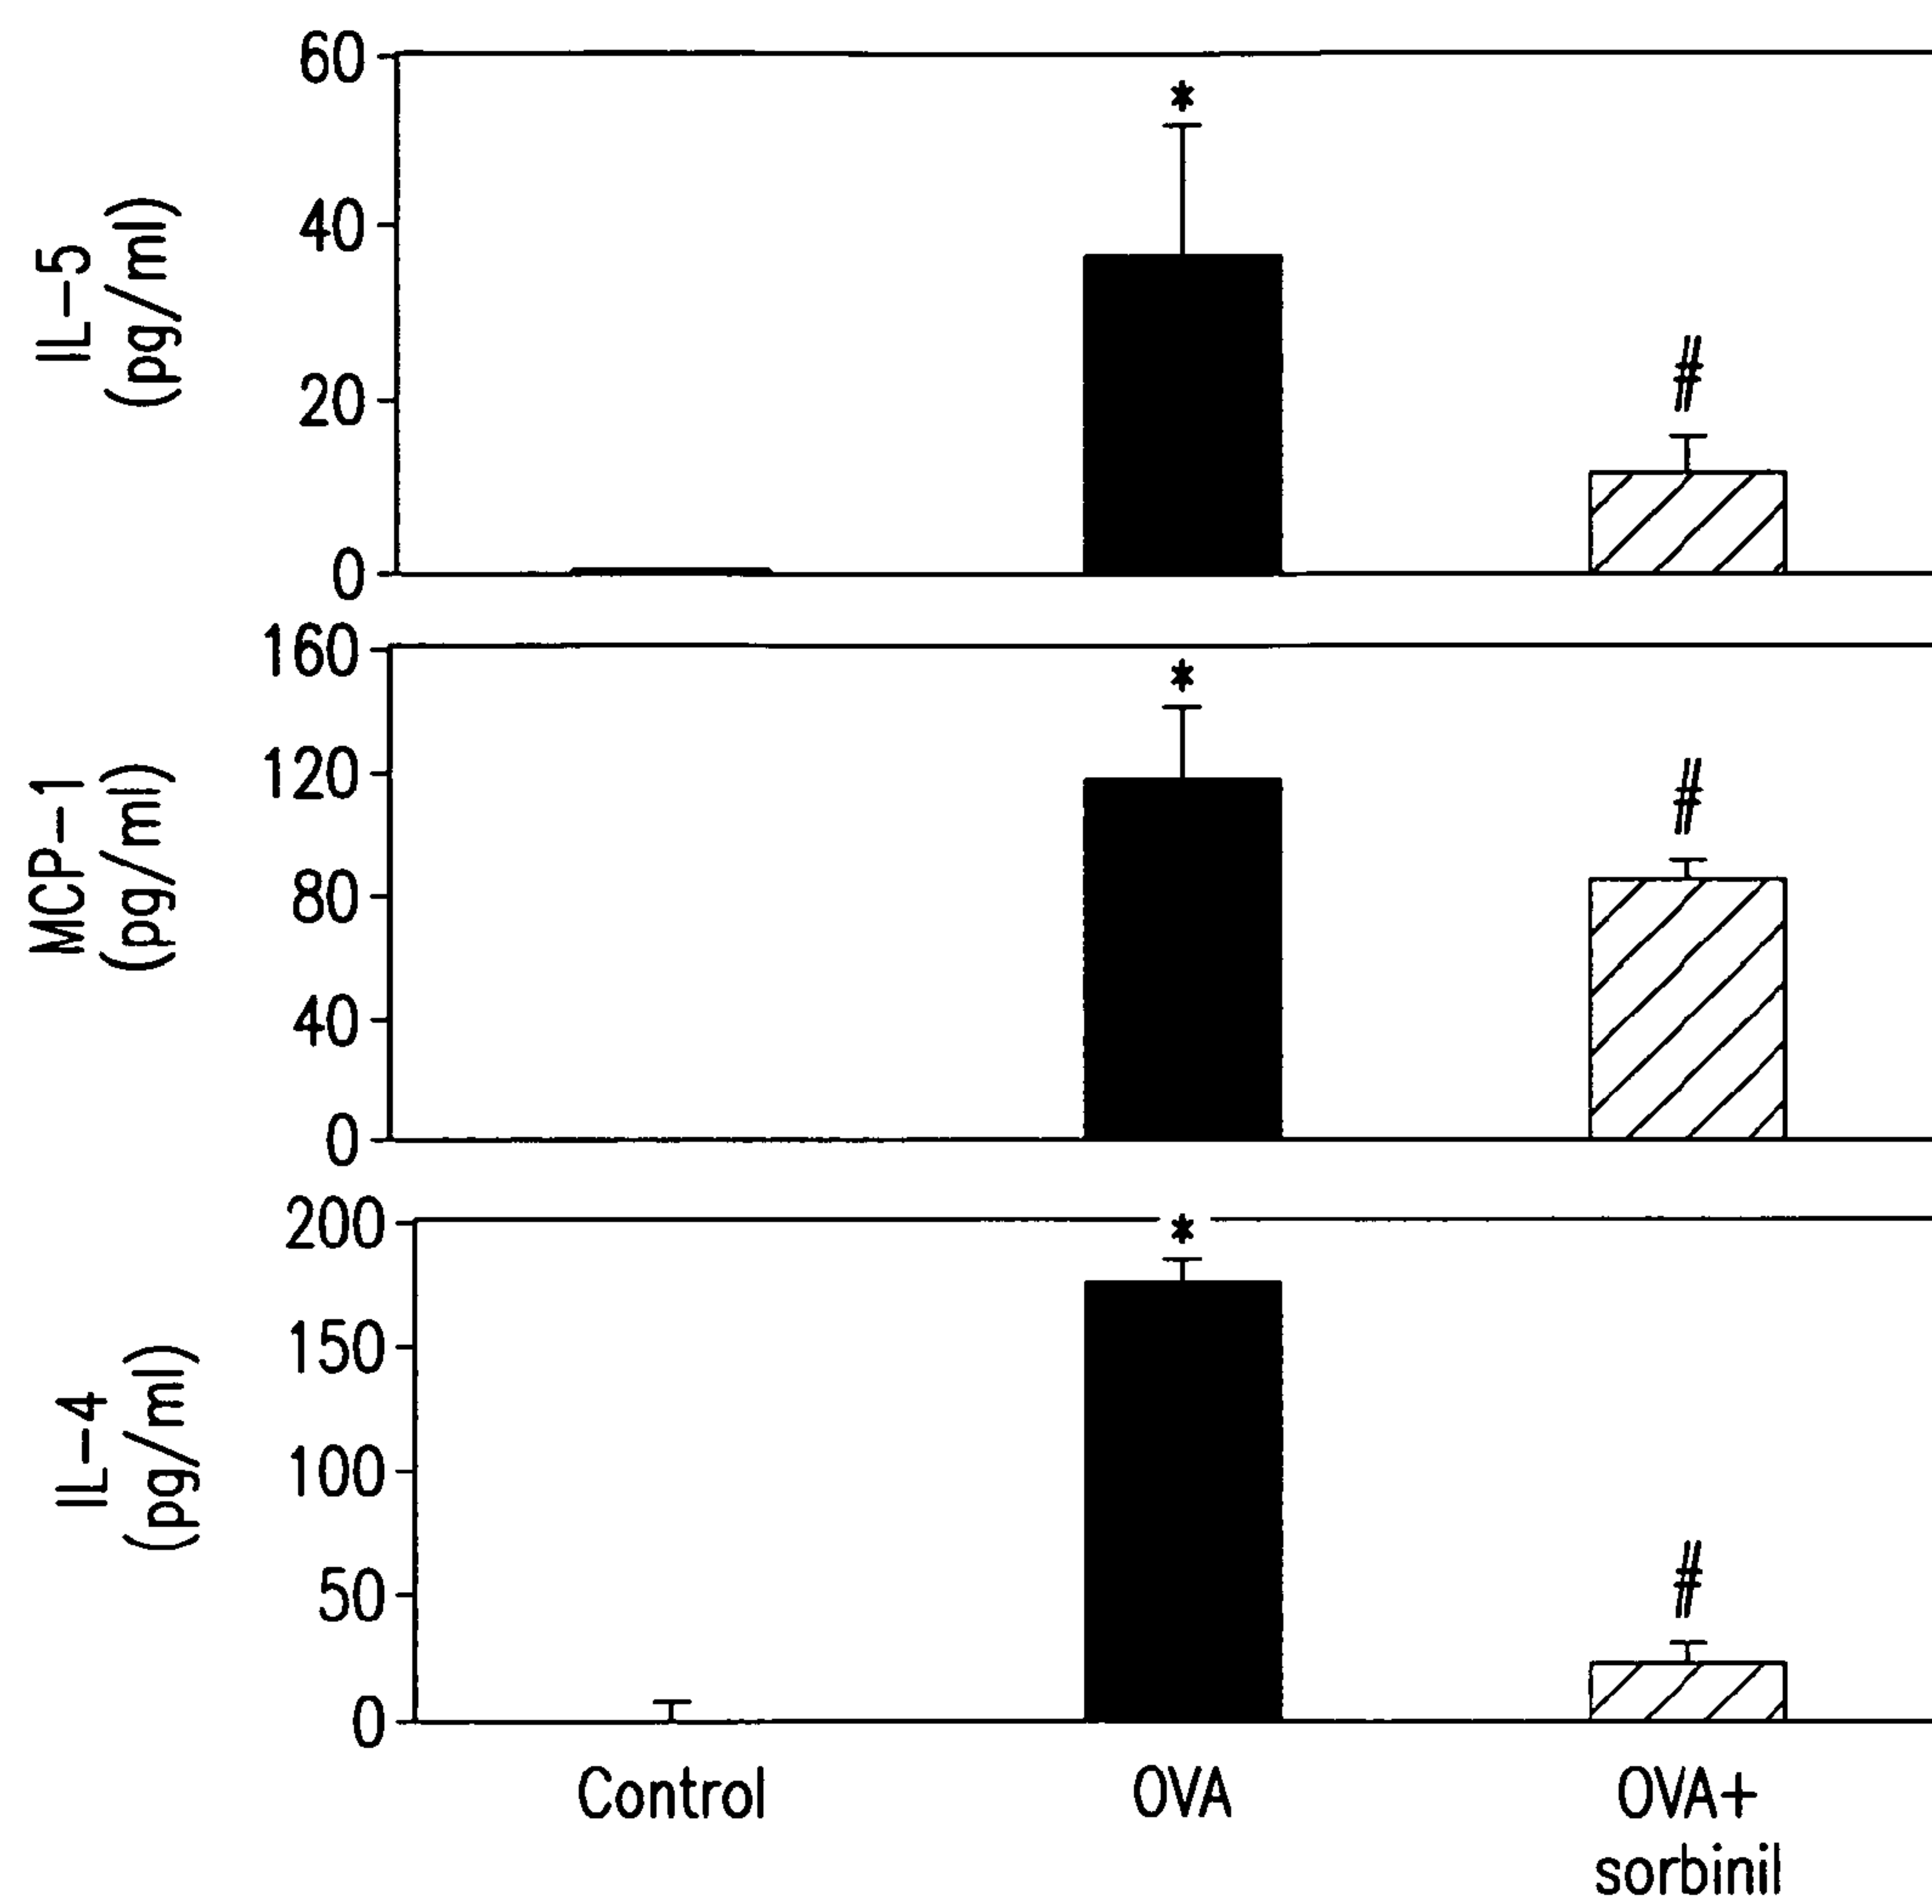 IL-5
(pg/ml)
60
40
20
0
*
#
MCP-1
(pg/ml)
160
120
80
40
0
*
#
IL-4
(pg/ml)
200
150
100
50
0
*
#
Control
OVA
OVA+
sorbinil